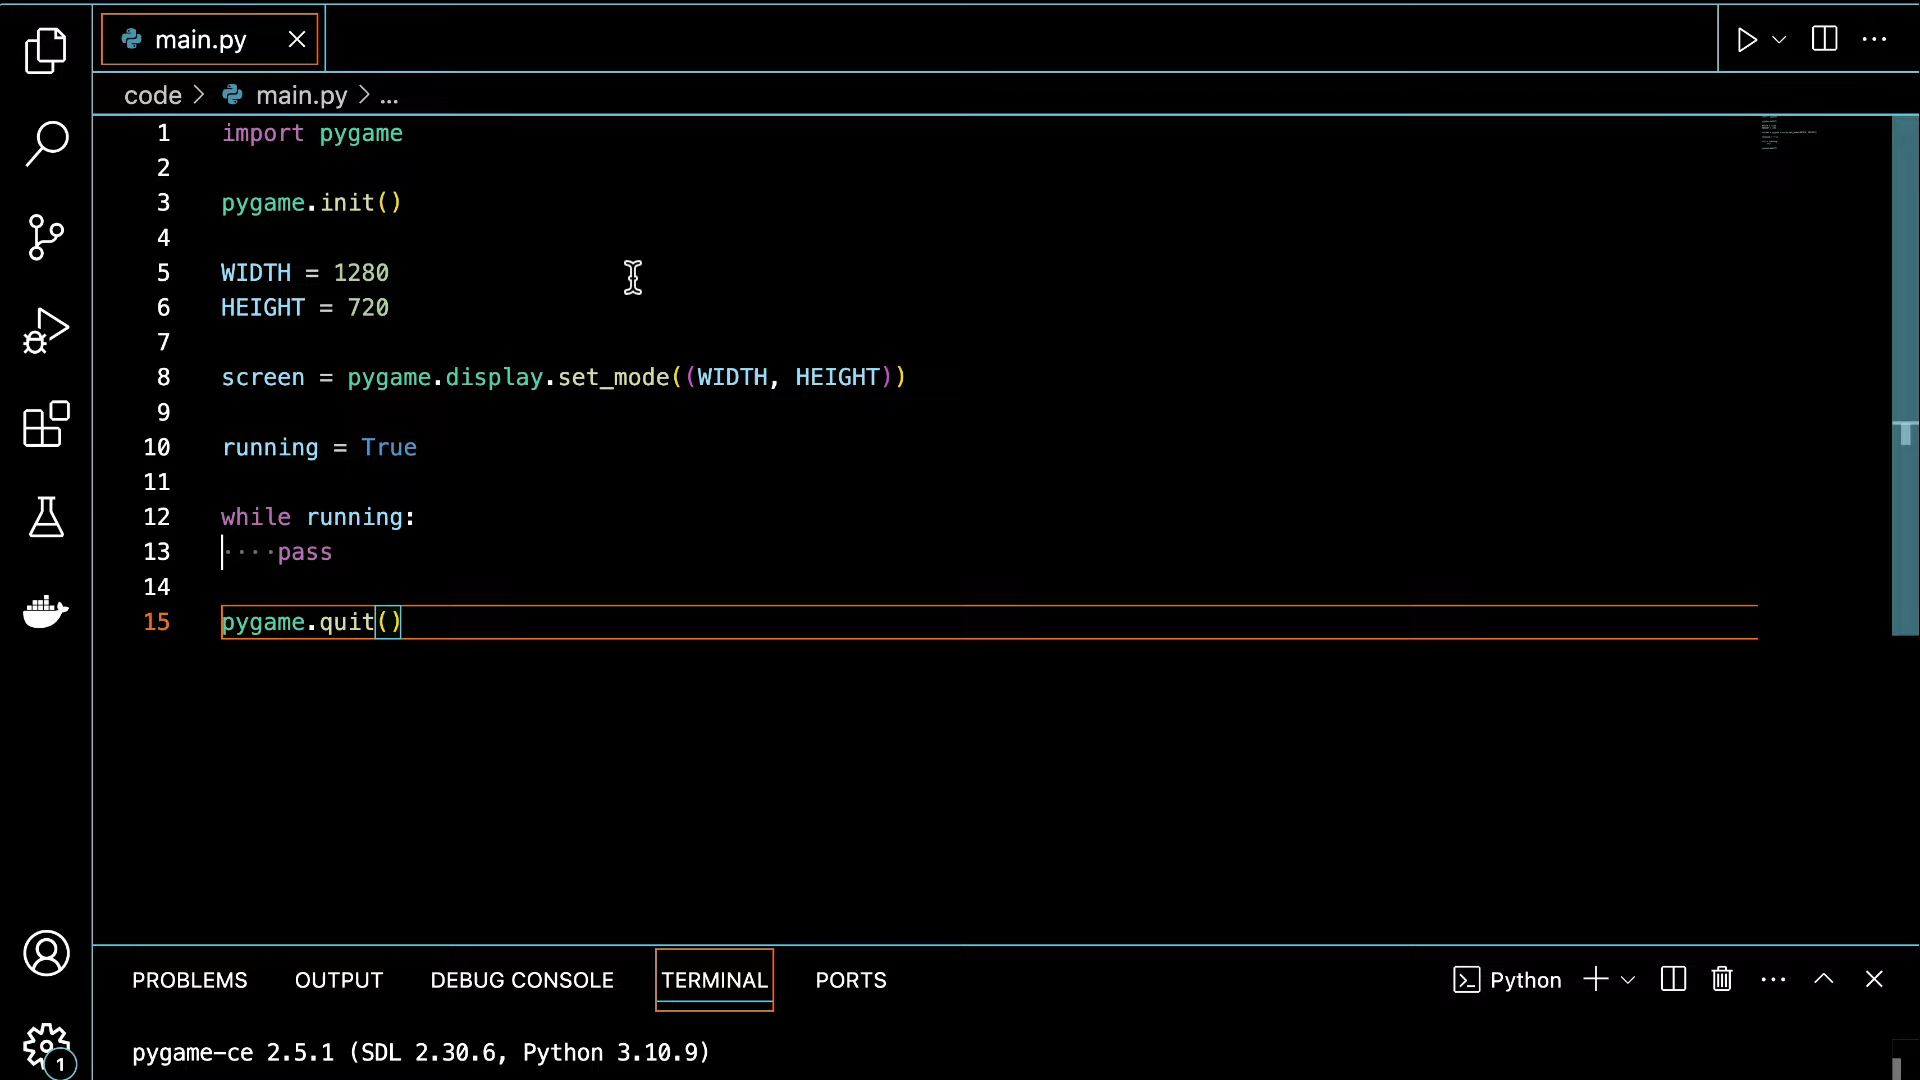 main.py
code > main.py > ...
1 import pygame
2
3 pygame.init()
4
5 WIDTH = 1280
6 HEIGHT = 720
7
8 screen = pygame.display.set_mode((WIDTH, HEIGHT))
9
10 running = True
11
12 while running:
13 ····pass
14
15 pygame.quit()
PROBLEMS OUTPUT DEBUG CONSOLE TERMINAL PORTS Python
pygame-ce 2.5.1 (SDL 2.30.6, Python 3.10.9)
1